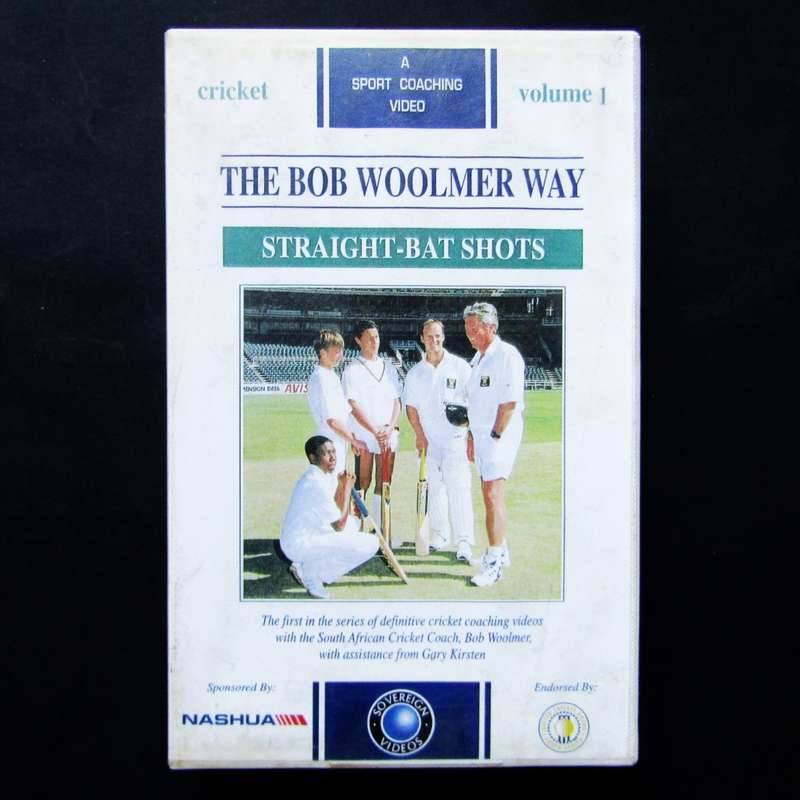 cricket
A
SPORT COACHING
VIDEO
volume 1
THE BOB WOOLMER WAY
STRAIGHT-BAT SHOTS
AVIS
The first in the series of definitive cricket coaching videos
with the South African Cricket Coach, Bob Woolmer,
with assistance from Gary Kirsten
Sponsored By:
NASHUA
SOVEREIGN
VIDEOS
Endorsed By: